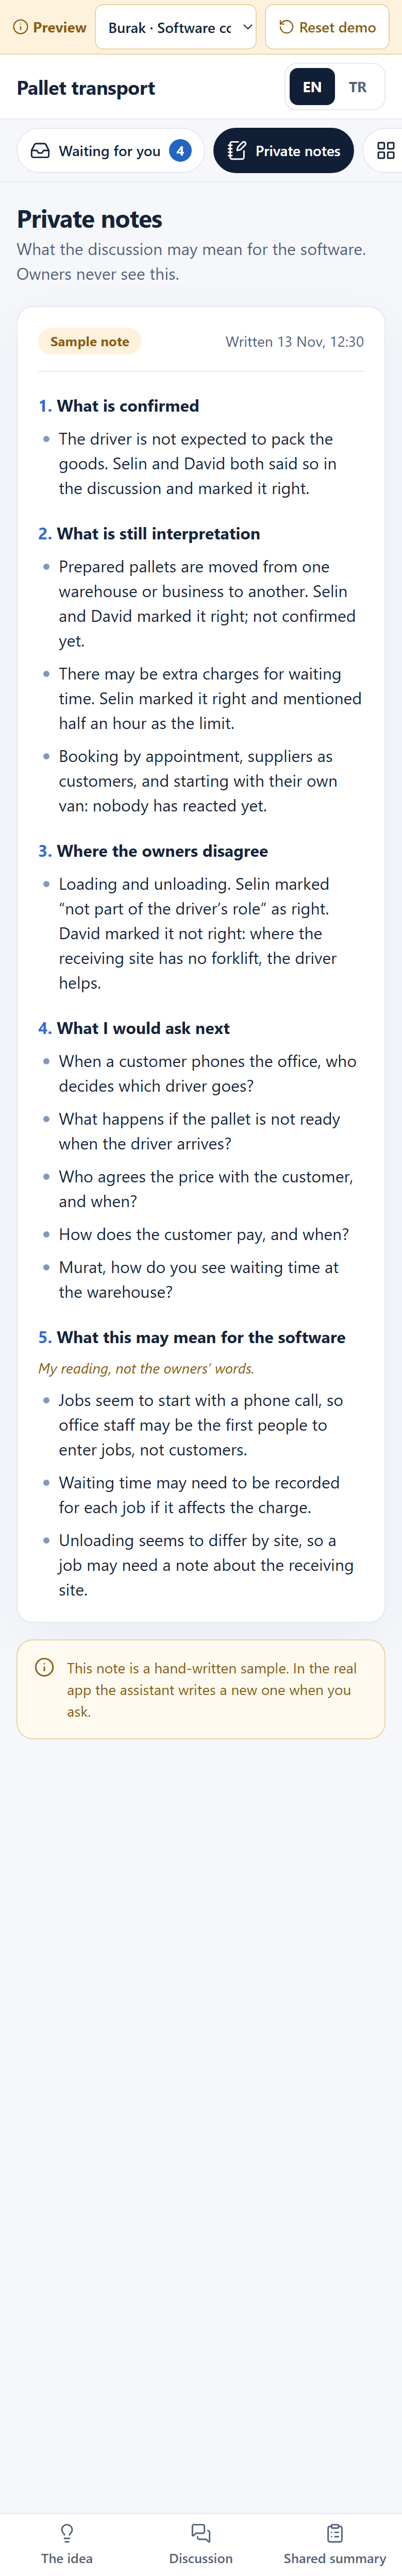 Preview
Burak · Software cc
Reset demo
Pallet transport
EN
TR
Waiting for you 4
Private notes
Private notes
What the discussion may mean for the software.
Owners never see this.
Sample note
Written 13 Nov, 12:30
1. What is confirmed
The driver is not expected to pack the
goods. Selin and David both said so in
the discussion and marked it right.
2. What is still interpretation
Prepared pallets are moved from one
warehouse or business to another. Selin
and David marked it right; not confirmed
yet.
There may be extra charges for waiting
time. Selin marked it right and mentioned
half an hour as the limit.
Booking by appointment, suppliers as
customers, and starting with their own
van: nobody has reacted yet.
3. Where the owners disagree
Loading and unloading. Selin marked
“not part of the driver’s role” as right.
David marked it not right: where the
receiving site has no forklift, the driver
helps.
4. What I would ask next
When a customer phones the office, who
decides which driver goes?
What happens if the pallet is not ready
when the driver arrives?
Who agrees the price with the customer,
and when?
How does the customer pay, and when?
Murat, how do you see waiting time at
the warehouse?
5. What this may mean for the software
My reading, not the owners’ words.
Jobs seem to start with a phone call, so
office staff may be the first people to
enter jobs, not customers.
Waiting time may need to be recorded
for each job if it affects the charge.
Unloading seems to differ by site, so a
job may need a note about the receiving
site.
This note is a hand-written sample. In the real
app the assistant writes a new one when you
ask.
The idea
Discussion
Shared summary